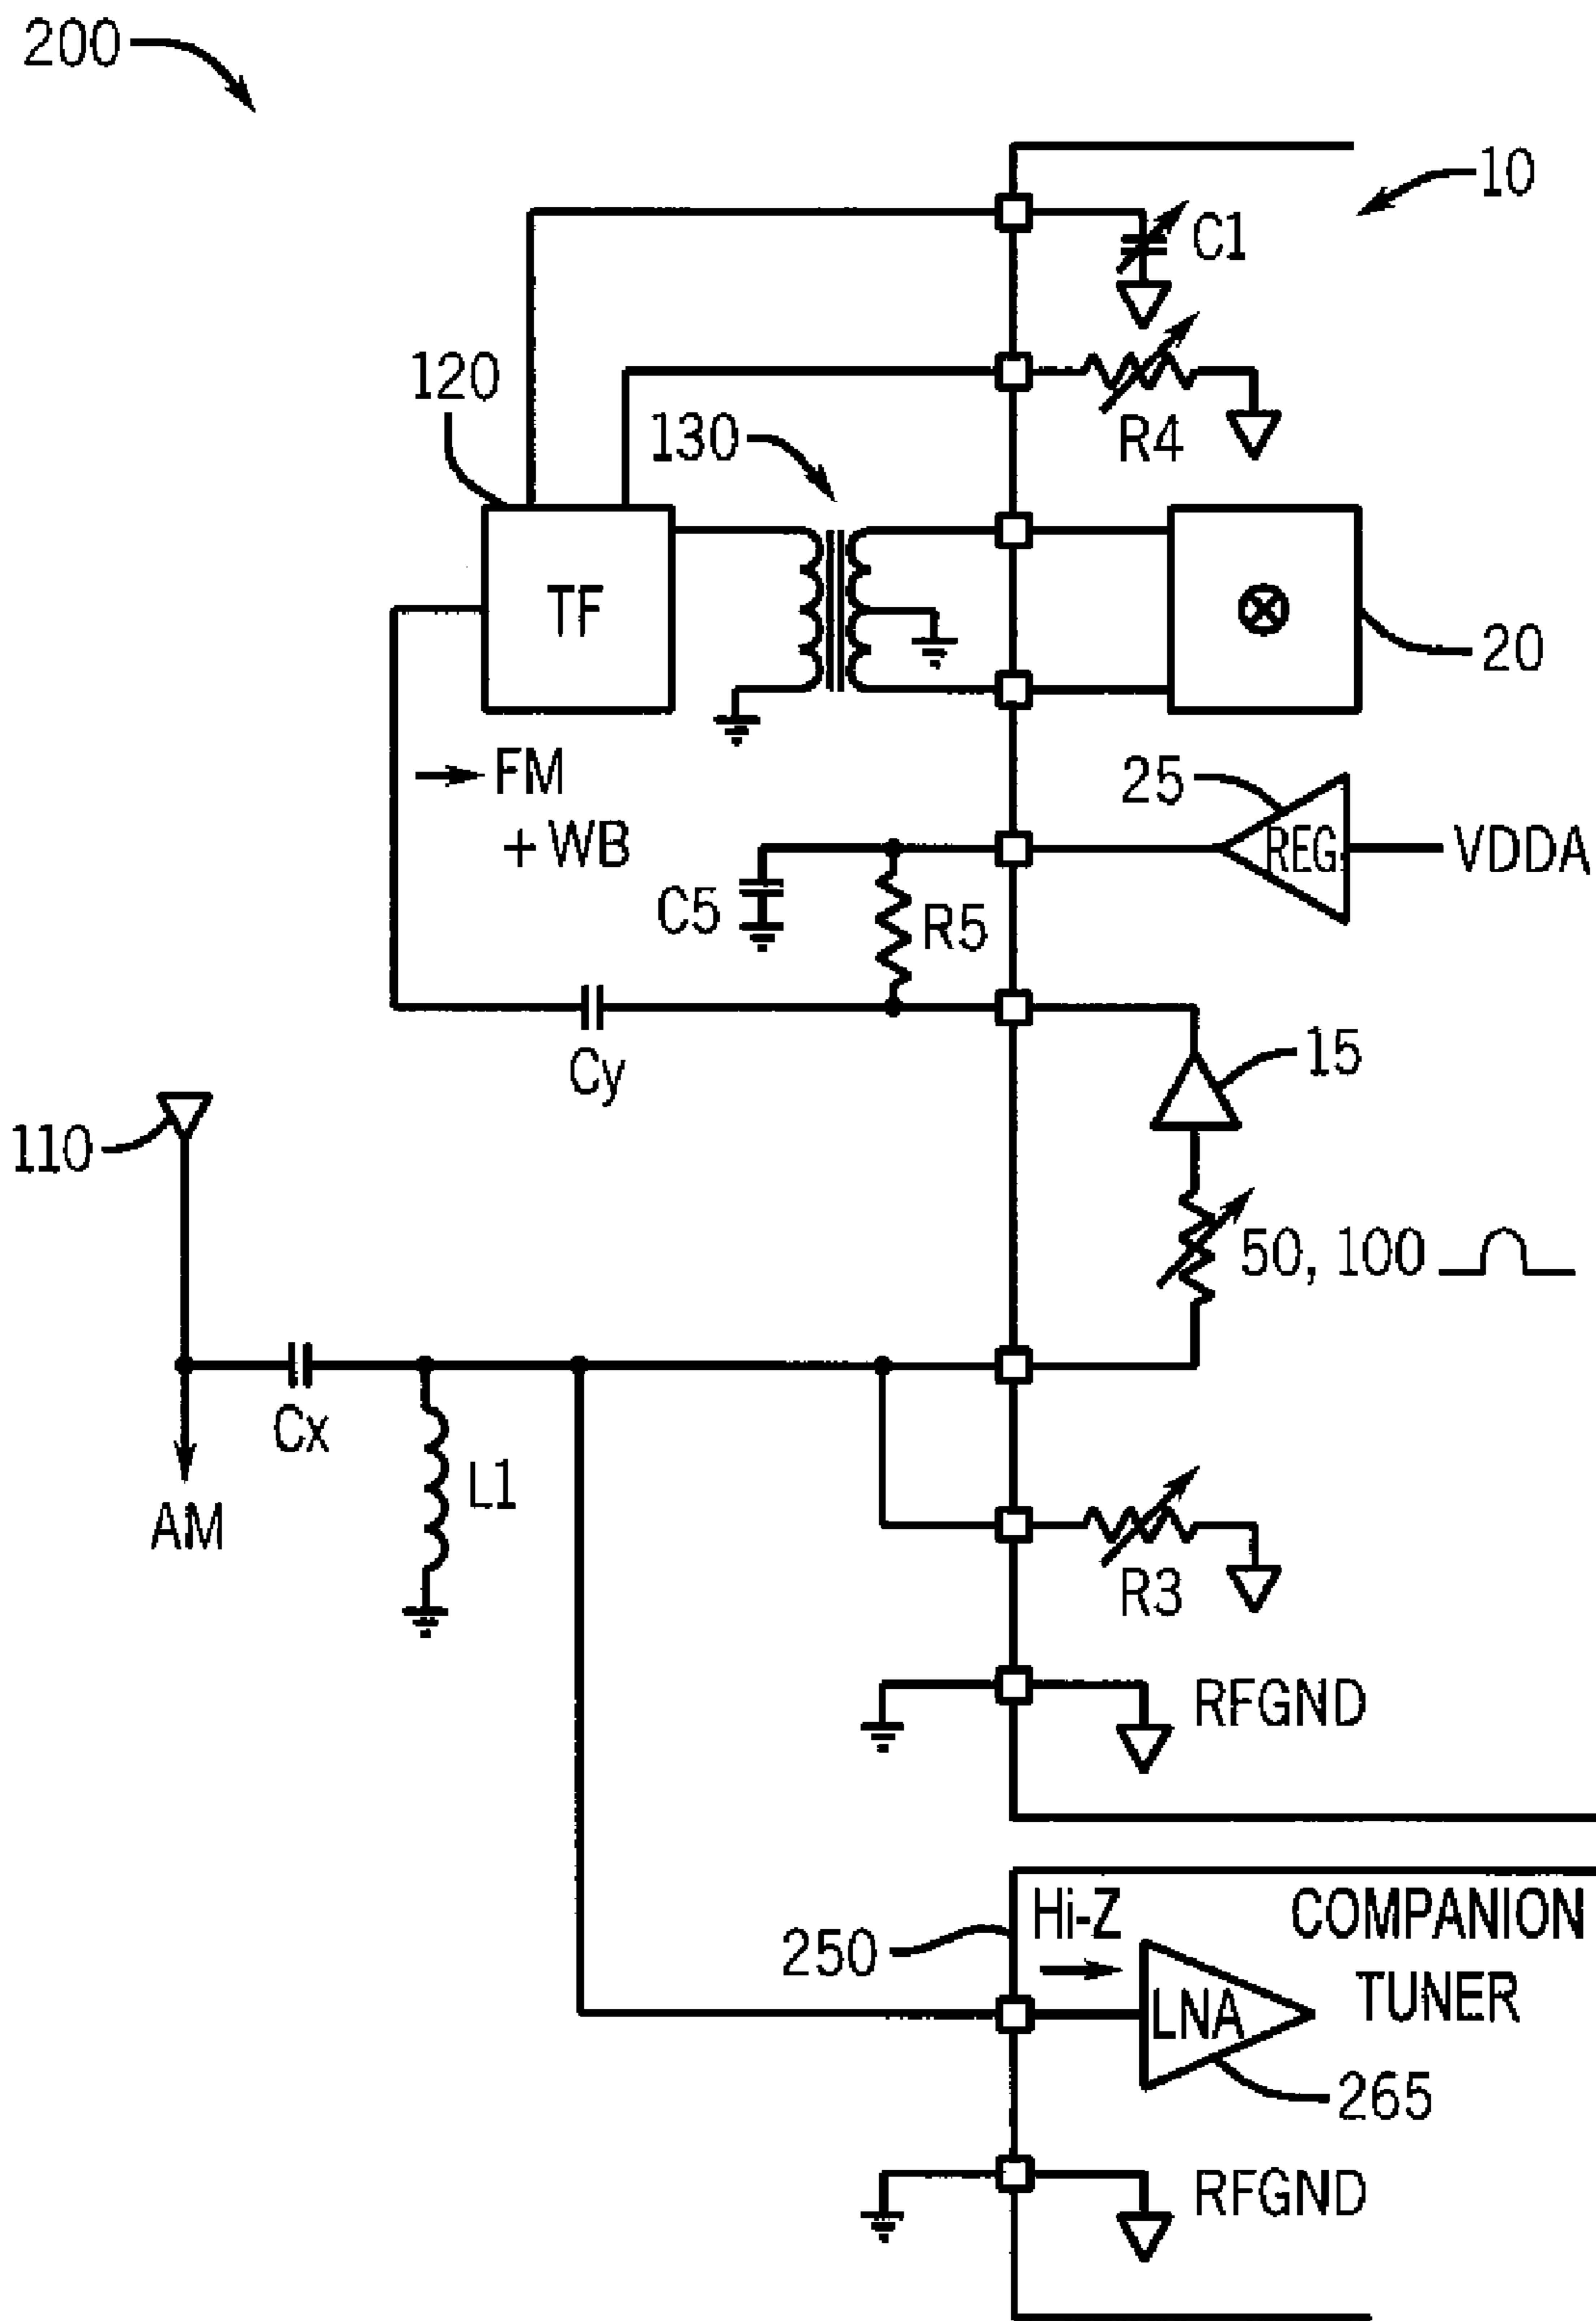 200
10
C1
120
R4
130
TF
20
FM
+ WB
25
REG.
VDDA
C5
R5
Cy
15
110
50, 100
Cx
L1
AM
R3
RFGND
250
Hi-Z
COMPANION
TUNER
LNA
265
RFGND